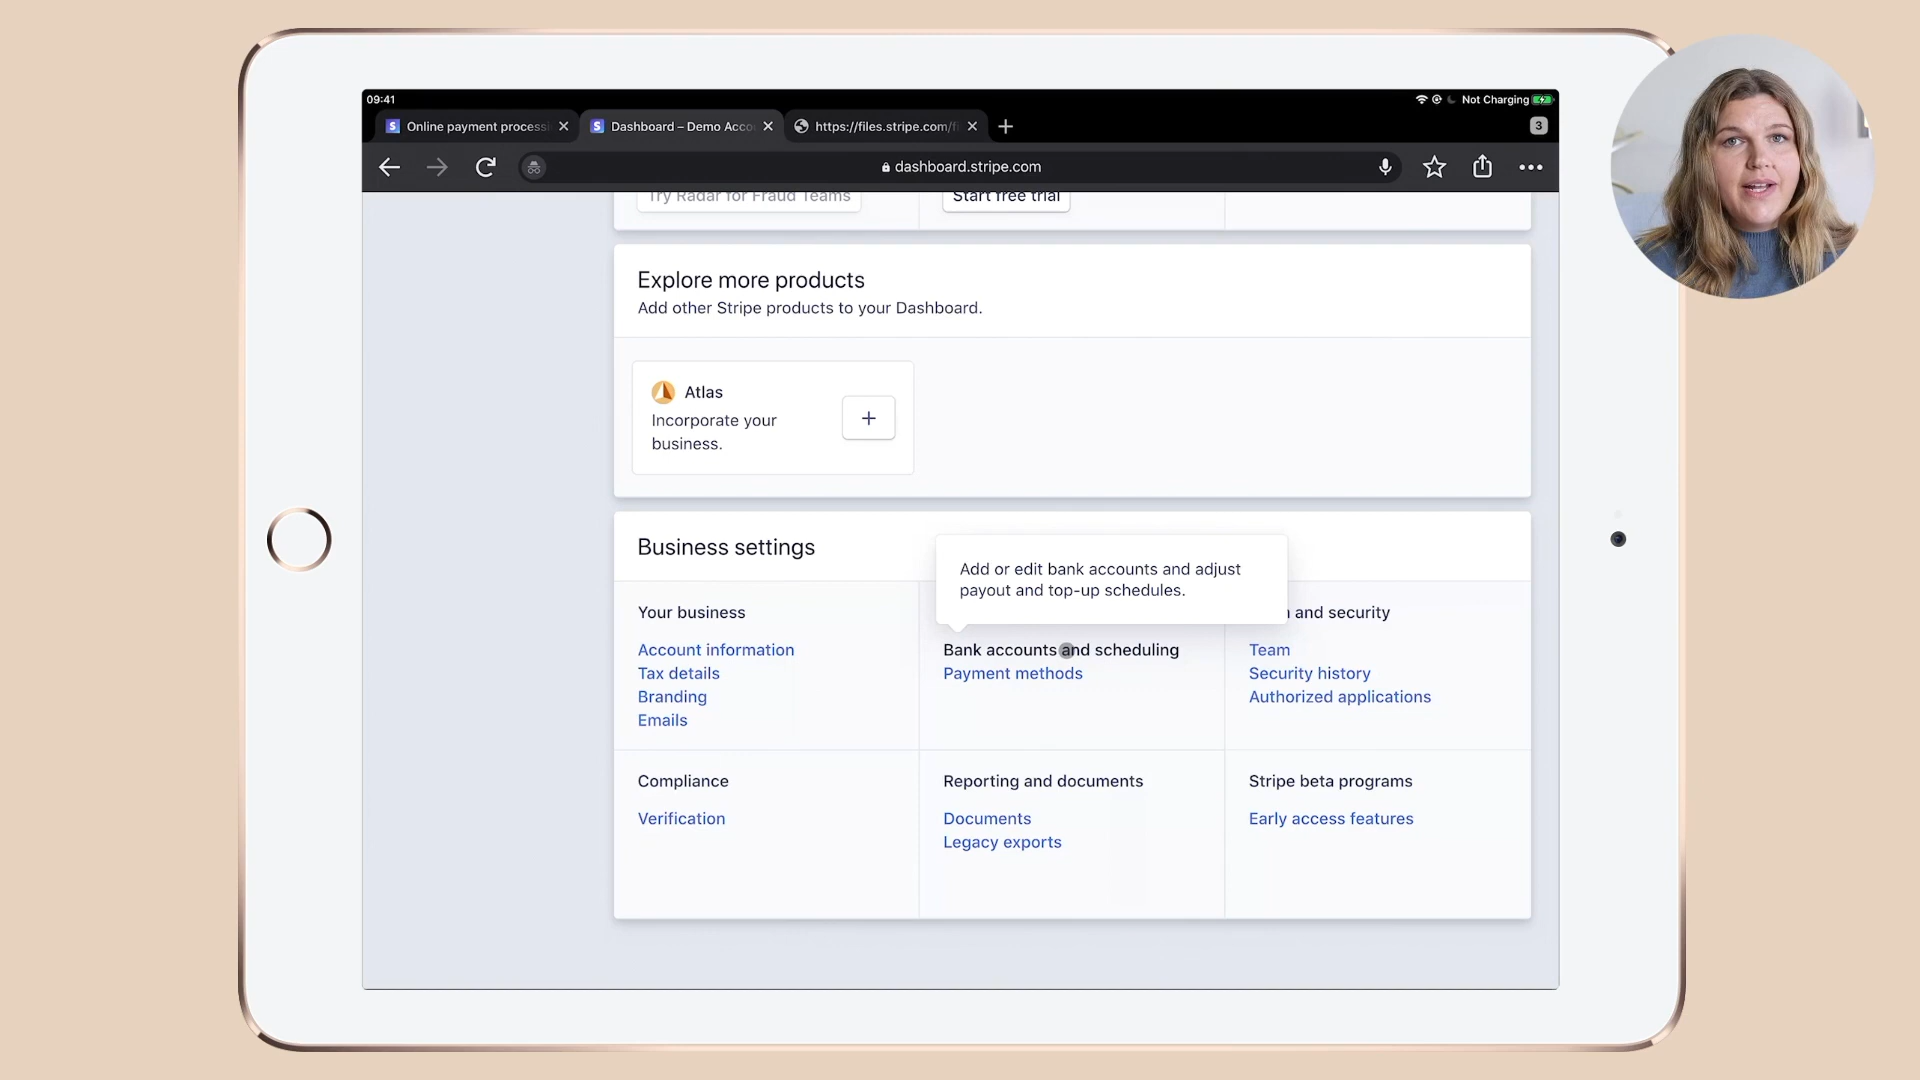 09:41
Not Charging
Online payment process
Dashboard – Demo Acco
https://files.stripe.com/f
3
dashboard.stripe.com
Try Radar for Fraud Teams
Start free trial
Explore more products
Add other Stripe products to your Dashboard.
Atlas
Incorporate your
business.
Business settings
Add or edit bank accounts and adjust
payout and top-up schedules.
Your business
and security
Account information
Tax details
Branding
Emails
Bank accounts and scheduling
Payment methods
Team
Security history
Authorized applications
Compliance
Verification
Reporting and documents
Documents
Legacy exports
Stripe beta programs
Early access features